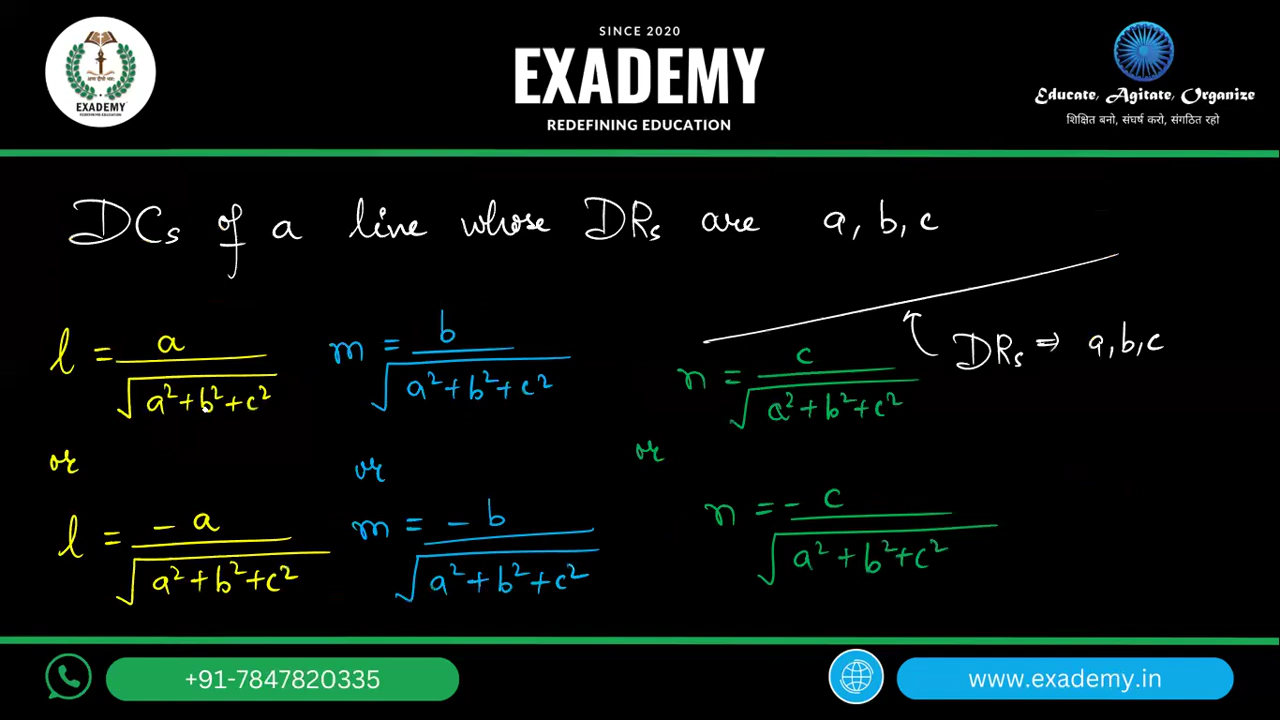 SINCE 2020
EXADEMY
REDEFINING EDUCATION
EXADEMY
REDEFINING EDUCATION
Educate, Agitate, Organize
शिक्षित बनो, संघर्ष करो, संगठित रहो
DCs of a line whose DRs are a, b, c
l = a / √(a²+b²+c²)
m = b / √(a²+b²+c²)
n = c / √(a²+b²+c²)
DRs ⇒ a,b,c
or
or
or
l = -a / √(a²+b²+c²)
m = -b / √(a²+b²+c²)
n = -c / √(a²+b²+c²)
+91-7847820335
www.exademy.in